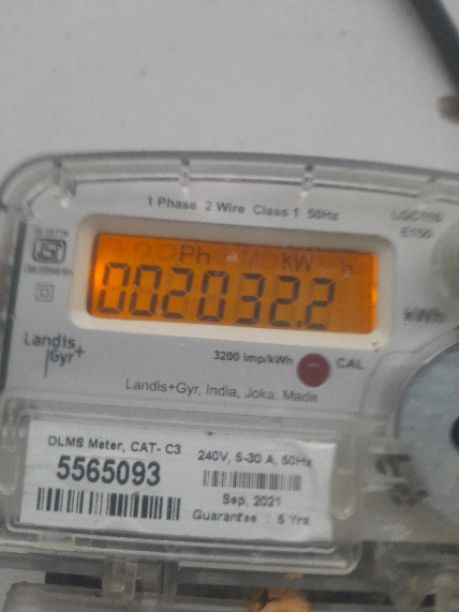 1 Phase 2 Wire Class 1 50Hz
E150
Ph kW h
002032.2
kWh
Landis
Gyr+
3200 imp/kWh CAL
Landis+Gyr, India, Joka, Made
DLMS Meter, CAT- C3
240V, 5-30 A, 50Hz
5565093
Sep, 2021
Guarantee : 5 Yrs